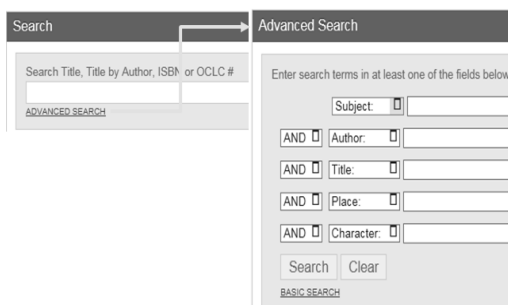 Search
Search Title, Title by Author, ISBN or OCLC #
ADVANCED SEARCH
Advanced Search
Enter search terms in at least one of the fields below
Subject:
AND Author:
AND Title:
AND Place:
AND Character:
Search Clear
BASIC SEARCH